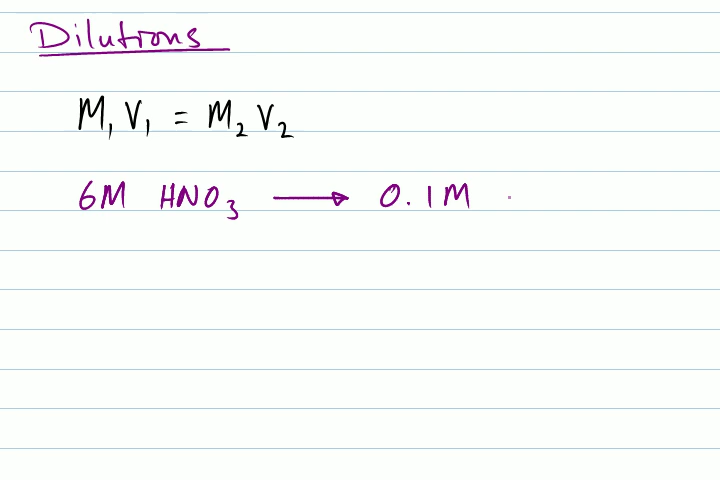 Dilutions
M₁V₁ = M₂V₂
6M HNO₃ → 0.1M